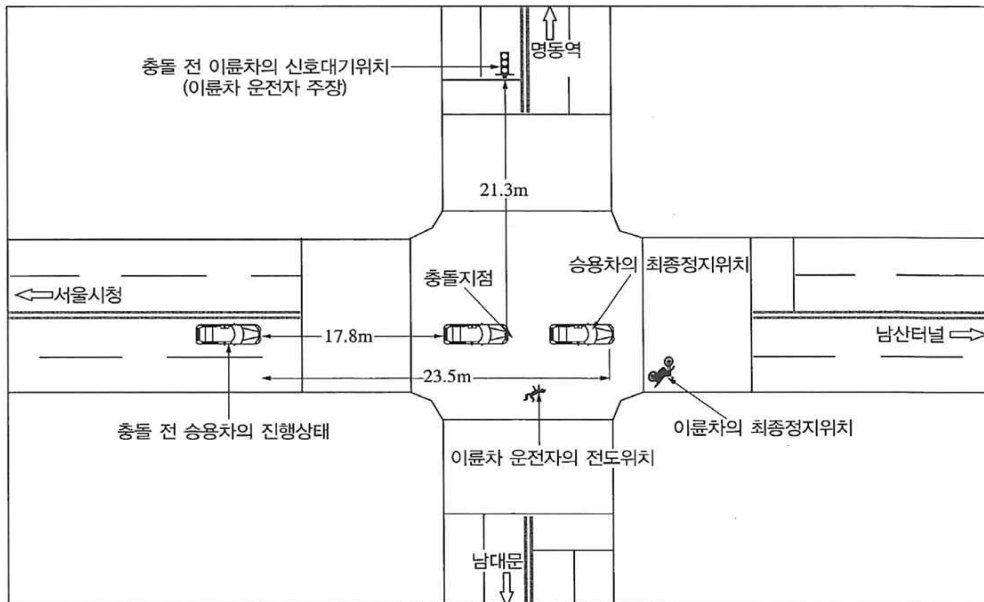 명동역
충돌 전 이륜차의 신호대기위치
(이륜차 운전자 주장)
21.3m
충돌지점
승용차의 최종정지위치
서울시청
17.8m
남산터널
23.5m
충돌 전 승용차의 진행상태
이륜차 운전자의 전도위치
이륜차의 최종정지위치
남대문